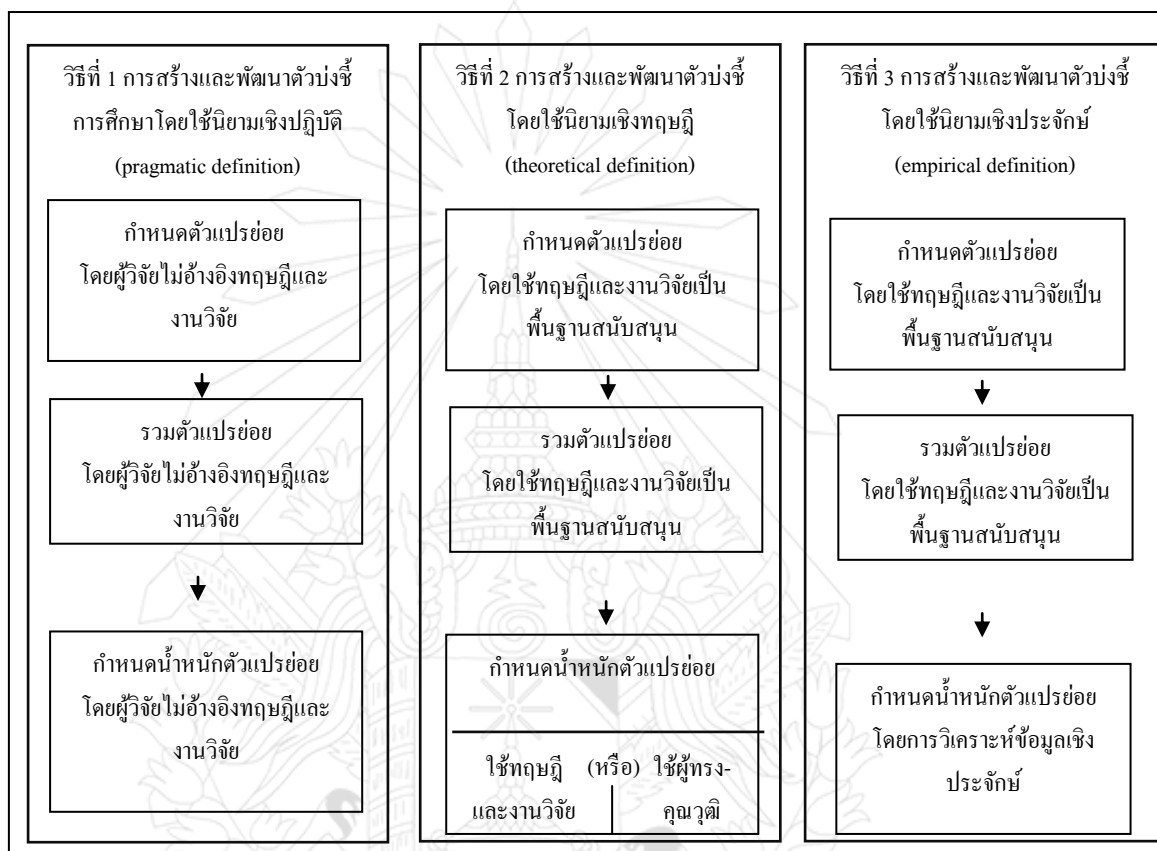 วิธีที่ 1 การสร้างและพัฒนาตัวบ่งชี้
การศึกษาโดยใช้นิยามเชิงปฏิบัติ
(pragmatic definition)
กำหนดตัวแปรย่อย
โดยผู้วิจัยไม่อ้างอิงทฤษฎีและ
งานวิจัย
รวมตัวแปรย่อย
โดยผู้วิจัยไม่อ้างอิงทฤษฎีและ
งานวิจัย
กำหนดน้ำหนักตัวแปรย่อย
โดยผู้วิจัยไม่อ้างอิงทฤษฎีและ
งานวิจัย
วิธีที่ 2 การสร้างและพัฒนาตัวบ่งชี้
โดยใช้นิยามเชิงทฤษฎี
(theoretical definition)
กำหนดตัวแปรย่อย
โดยใช้ทฤษฎีและงานวิจัยเป็น
พื้นฐานสนับสนุน
รวมตัวแปรย่อย
โดยใช้ทฤษฎีและงานวิจัยเป็น
พื้นฐานสนับสนุน
กำหนดน้ำหนักตัวแปรย่อย
ใช้ทฤษฎี (หรือ) ใช้ผู้ทรง-
และงานวิจัย คุณวุฒิ
วิธีที่ 3 การสร้างและพัฒนาตัวบ่งชี้
โดยใช้นิยามเชิงประจักษ์
(empirical definition)
กำหนดตัวแปรย่อย
โดยใช้ทฤษฎีและงานวิจัยเป็น
พื้นฐานสนับสนุน
รวมตัวแปรย่อย
โดยใช้ทฤษฎีและงานวิจัยเป็น
พื้นฐานสนับสนุน
กำหนดน้ำหนักตัวแปรย่อย
โดยการวิเคราะห์ข้อมูลเชิง
ประจักษ์